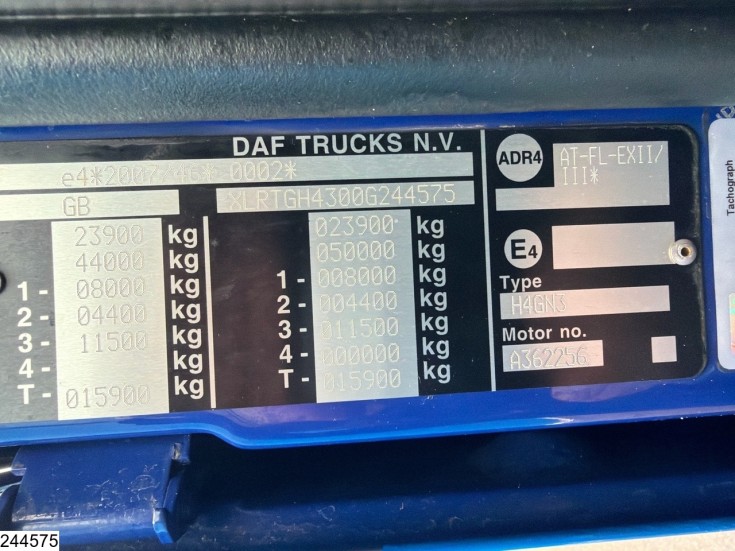 DAF TRUCKS N.V.
e4*2007/46* 0002*
GB XLRTGH4300G244575
23900 kg 023900 kg
44000 kg 050000 kg
1 - 08000 kg 1 - 008000 kg
2 - 04400 kg 2 - 004400 kg
3 - 11500 kg 3 - 011500 kg
4 - kg 4 - 000000 kg
T - 015900 kg T - 015900 kg
ADR4 AT-FL-EXII/
III*
E4
Type
H4GN3
Motor no.
A362256
Tachograph
244575